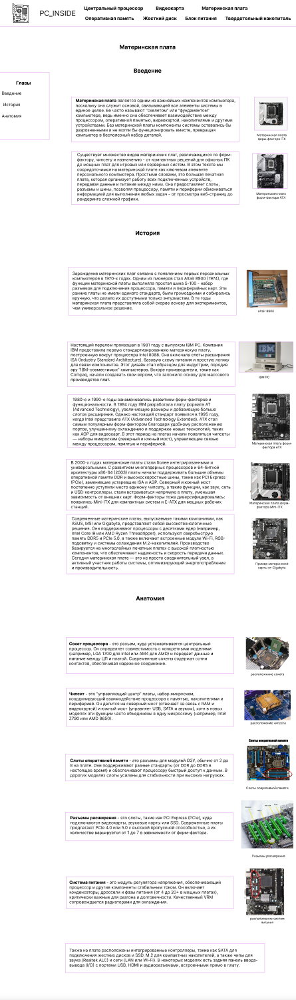 PC_INSIDE
Центральный процессор
Видеокарта
Материнская плата
Оперативная память
Жесткий диск
Блок питания
Твердотельный накопитель
Материнская плата
Введение
Главы
Введение
История
Анатомия
Материнская плата является одним из важнейших компонентов компьютера,
поскольку она служит основой, связывающей все элементы системы в
единое целое. Ее часто называют "скелетом" или "фундаментом"
компьютера, ведь именно она обеспечивает взаимодействие между
процессором, оперативной памятью, видеокартой, накопителями и другими
устройствами. Без материнской платы компоненты системы оставались бы
разрозненными и не могли бы функционировать вместе, превращая
компьютер в бесполезный набор деталей.
Материнская плата
форм-фактора ITX
Существует множество видов материнских плат, различающихся по форм-
фактору, чипсету и назначению - от компактных решений для офисных ПК
до мощных плат для игровых или серверных систем. В этом тексте мы
сосредоточимся на материнской плате как ключевом элементе
персонального компьютера. Простыми словами, это большая печатная
плата, которая организует работу всех подключенных устройств,
передавая данные и питание между ними. Она предоставляет слоты,
разъемы и шины, позволяя процессору, памяти и периферии обмениваться
информацией для выполнения любых задач - от просмотра веб-страниц до
рендеринга сложной графики.
Материнская плата
форм-фактора ATX
История
Зарождение материнских плат связано с появлением первых персональных
компьютеров в 1970-х годах. Одним из пионеров стал Altair 8800 (1974), где
функции материнской платы выполняла простая шина S-100 - набор
разъемов для подключения процессора, памяти и периферийных карт. Эти
ранние платы не имели единого стандарта, были громоздкими и собирались
вручную, что делало их доступными только энтузиастам. В те годы
материнская плата представляла собой скорее основу для экспериментов,
чем универсальное решение.
Altair 8800
Настоящий перелом произошел в 1981 году с выпуском IBM PC. Компания
IBM представила первую стандартизированную материнскую плату,
построенную вокруг процессора Intel 8088. Она включала слоты расширения
ISA (Industry Standard Architecture), базовую схему питания и простую логику
для связи компонентов. Этот дизайн стал образцом для индустрии, породив
эру "IBM-совместимых" компьютеров. Вскоре производители, такие как
Compaq, начали создавать свои версии, что заложило основу для массового
производства плат.
IBM
IBM PC
1980-е и 1990-е годы ознаменовались развитием форм-факторов и
функциональности. В 1984 году IBM разработала плату формата AT
(Advanced Technology), увеличившую размеры и добавившую больше
слотов расширения. Однако настоящий стандарт появился в 1995 году,
когда Intel представила ATX (Advanced Technology Extended). ATX стал
самым популярным форм-фактором благодаря удобному расположению
портов, улучшенному охлаждению и поддержке новых технологий, таких
как AGP для видеокарт. В этот период на платах начали появляться чипсеты
— наборы микросхем (северный и южный мост), управляющие связью
между процессором, памятью и периферией.
Материнская плата форм-
фактора ATX
В 2000-х годах материнские платы стали более интегрированными и
универсальными. С развитием многоядерных процессоров и 64-битной
архитектуры x86-64 (2003) платы начали поддерживать большие объемы
оперативной памяти DDR и высокоскоростные шины, такие как PCI Express
(PCIe), заменившие устаревшие ISA и AGP. Северный и южный мост
постепенно уступили место единому чипсету, а такие функции, как звук, сеть
и USB-контроллеры, стали встраиваться напрямую в плату, уменьшая
зависимость от внешних карт. Форм-факторы тоже диверсифицировались:
появились Mini-ITX для компактных систем и E-ATX для мощных рабочих
станций.
Материнская плата форм-
фактора Mini-ITX
Современные материнские платы, выпускаемые такими компаниями, как
ASUS, MSI или Gigabyte, представляют собой высокотехнологичные
решения. Они поддерживают процессоры с десятками ядер (например,
Intel Core i9 или AMD Ryzen Threadripper), используют сверхбыструю
память DDR5 и PCIe 5.0, а также включают встроенные модули Wi-Fi, RGB-
подсветку и системы охлаждения M.2-накопителей. Производство
базируется на многослойных печатных платах с высокой плотностью
компонентов, что обеспечивает надежность и скорость передачи данных.
Сегодня материнская плата — это не просто соединительный узел, а
активный участник работы системы, оптимизирующий энергопотребление
и производительность.
Пример материнской
карты от Gigabyte
Анатомия
Сокет процессора - это разъем, куда устанавливается центральный
процессор. Он определяет совместимость с конкретными моделями
(например, LGA 1700 для Intel или AM4 для AMD) и передает данные и
питание между ЦП и платой. Современные сокеты содержат сотни
контактов, обеспечивая надежное соединение.
расположение сокета
Чипсет - это "управляющий центр" платы, набор микросхем,
координирующий взаимодействие процессора с памятью, накопителями и
периферией. Он делится на северный мост (отвечает за связь с RAM и
видеокартой) и южный мост (управляет USB, SATA и звуком), хотя в новых
моделях эти функции часто объединены в одну микросхему (например, Intel
Z790 или AMD B650).
расположение чипсета
Слоты оперативной памяти
Слоты оперативной памяти - это разъемы для модулей ОЗУ, обычно от 2 до
8 на плате. Они поддерживают разные стандарты (от DDR до DDR5 в
настоящее время) и обеспечивают процессору быстрый доступ к данным. В
дорогих моделях слоты усилены для стабильности при высоких нагрузках.
Слоты оперативной памяти
Разъемы расширения - это слоты, такие как PCI Express (PCIe), куда
подключаются видеокарты, звуковые карты или SSD. Современные платы
предлагают PCIe 4.0 или 5.0 с высокой пропускной способностью, а их
количество варьируется от 1 до 7 в зависимости от форм-фактора.
Разьемы расширения
Система питания - это модуль регулятора напряжения, обеспечивающий
процессор и другие компоненты стабильным током. Он включает
конденсаторы, дроссели и фазы питания (от 4 до 20+ в мощных платах),
критически важные для разгона и долговечности. Качественный VRM
сопровождается радиаторами для охлаждения.
расположение систем
питания
Также на плате расположены интегрированные контроллеры, такие как SATA для
подключения жестких дисков и SSD, M.2 для компактных накопителей, а также чипы для
звука (Realtek ALC) и сети (LAN или Wi-Fi). В некоторых моделях есть задняя панель ввода-
вывода (I/O) с портами USB, HDMI и аудиоразъемами, встроенными прямо в плату.